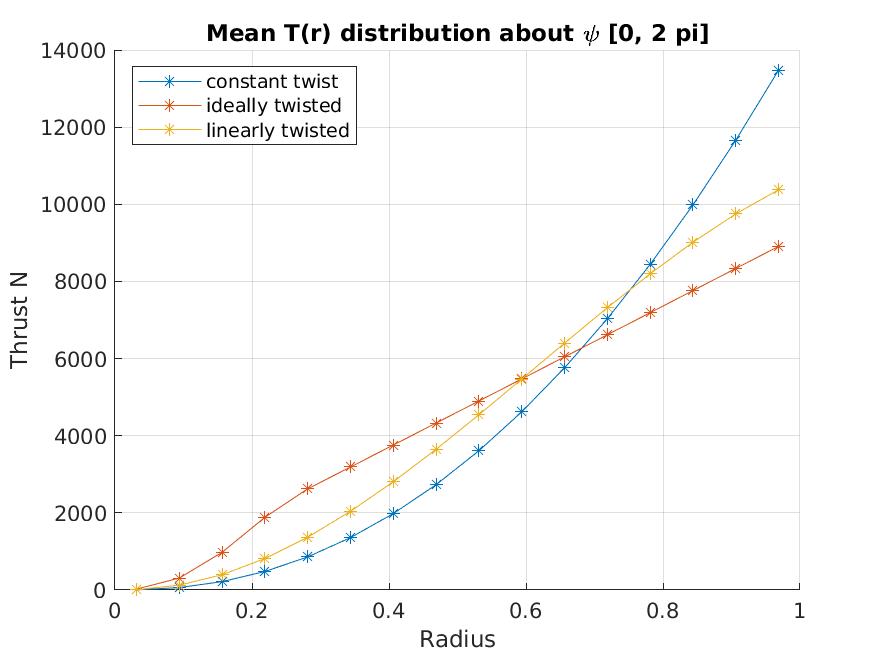 Mean T(r) distribution about ψ [0, 2 pi]
14000
12000
10000
8000
6000
4000
2000
0
Thrust N
constant twist
ideally twisted
linearly twisted
0 0.2 0.4 0.6 0.8 1
Radius